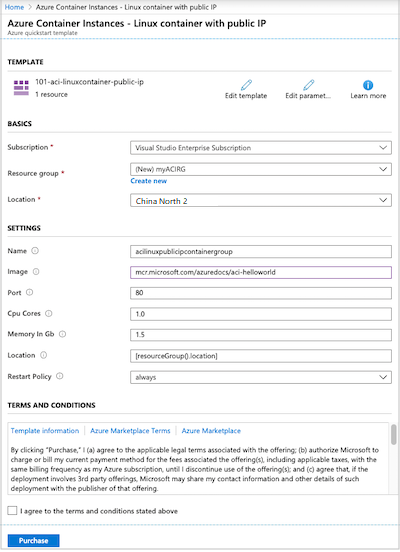 Home > Azure Container Instances - Linux container with public IP
Azure Container Instances - Linux container with public IP
Azure quickstart template
TEMPLATE
101-aci-linuxcontainer-public-ip
1 resource
Edit template
Edit paramet...
Learn more
BASICS
Subscription *
Visual Studio Enterprise Subscription
Resource group *
(New) myACIRG
Create new
Location *
China North 2
SETTINGS
Name
acilinuxpublicipcontainergroup
Image
mcr.microsoft.com/azuredocs/aci-helloworld
Port
80
Cpu Cores
1.0
Memory In Gb
1.5
Location
[resourceGroup().location]
Restart Policy
always
TERMS AND CONDITIONS
Template information | Azure Marketplace Terms | Azure Marketplace
By clicking "Purchase," I (a) agree to the applicable legal terms associated with the offering; (b) authorize Microsoft to
charge or bill my current payment method for the fees associated the offering(s), including applicable taxes, with the
same billing frequency as my Azure subscription, until I discontinue use of the offering(s); and (c) agree that, if the
deployment involves 3rd party offerings, Microsoft may share my contact information and other details of such
deployment with the publisher of that offering.
I agree to the terms and conditions stated above
Purchase